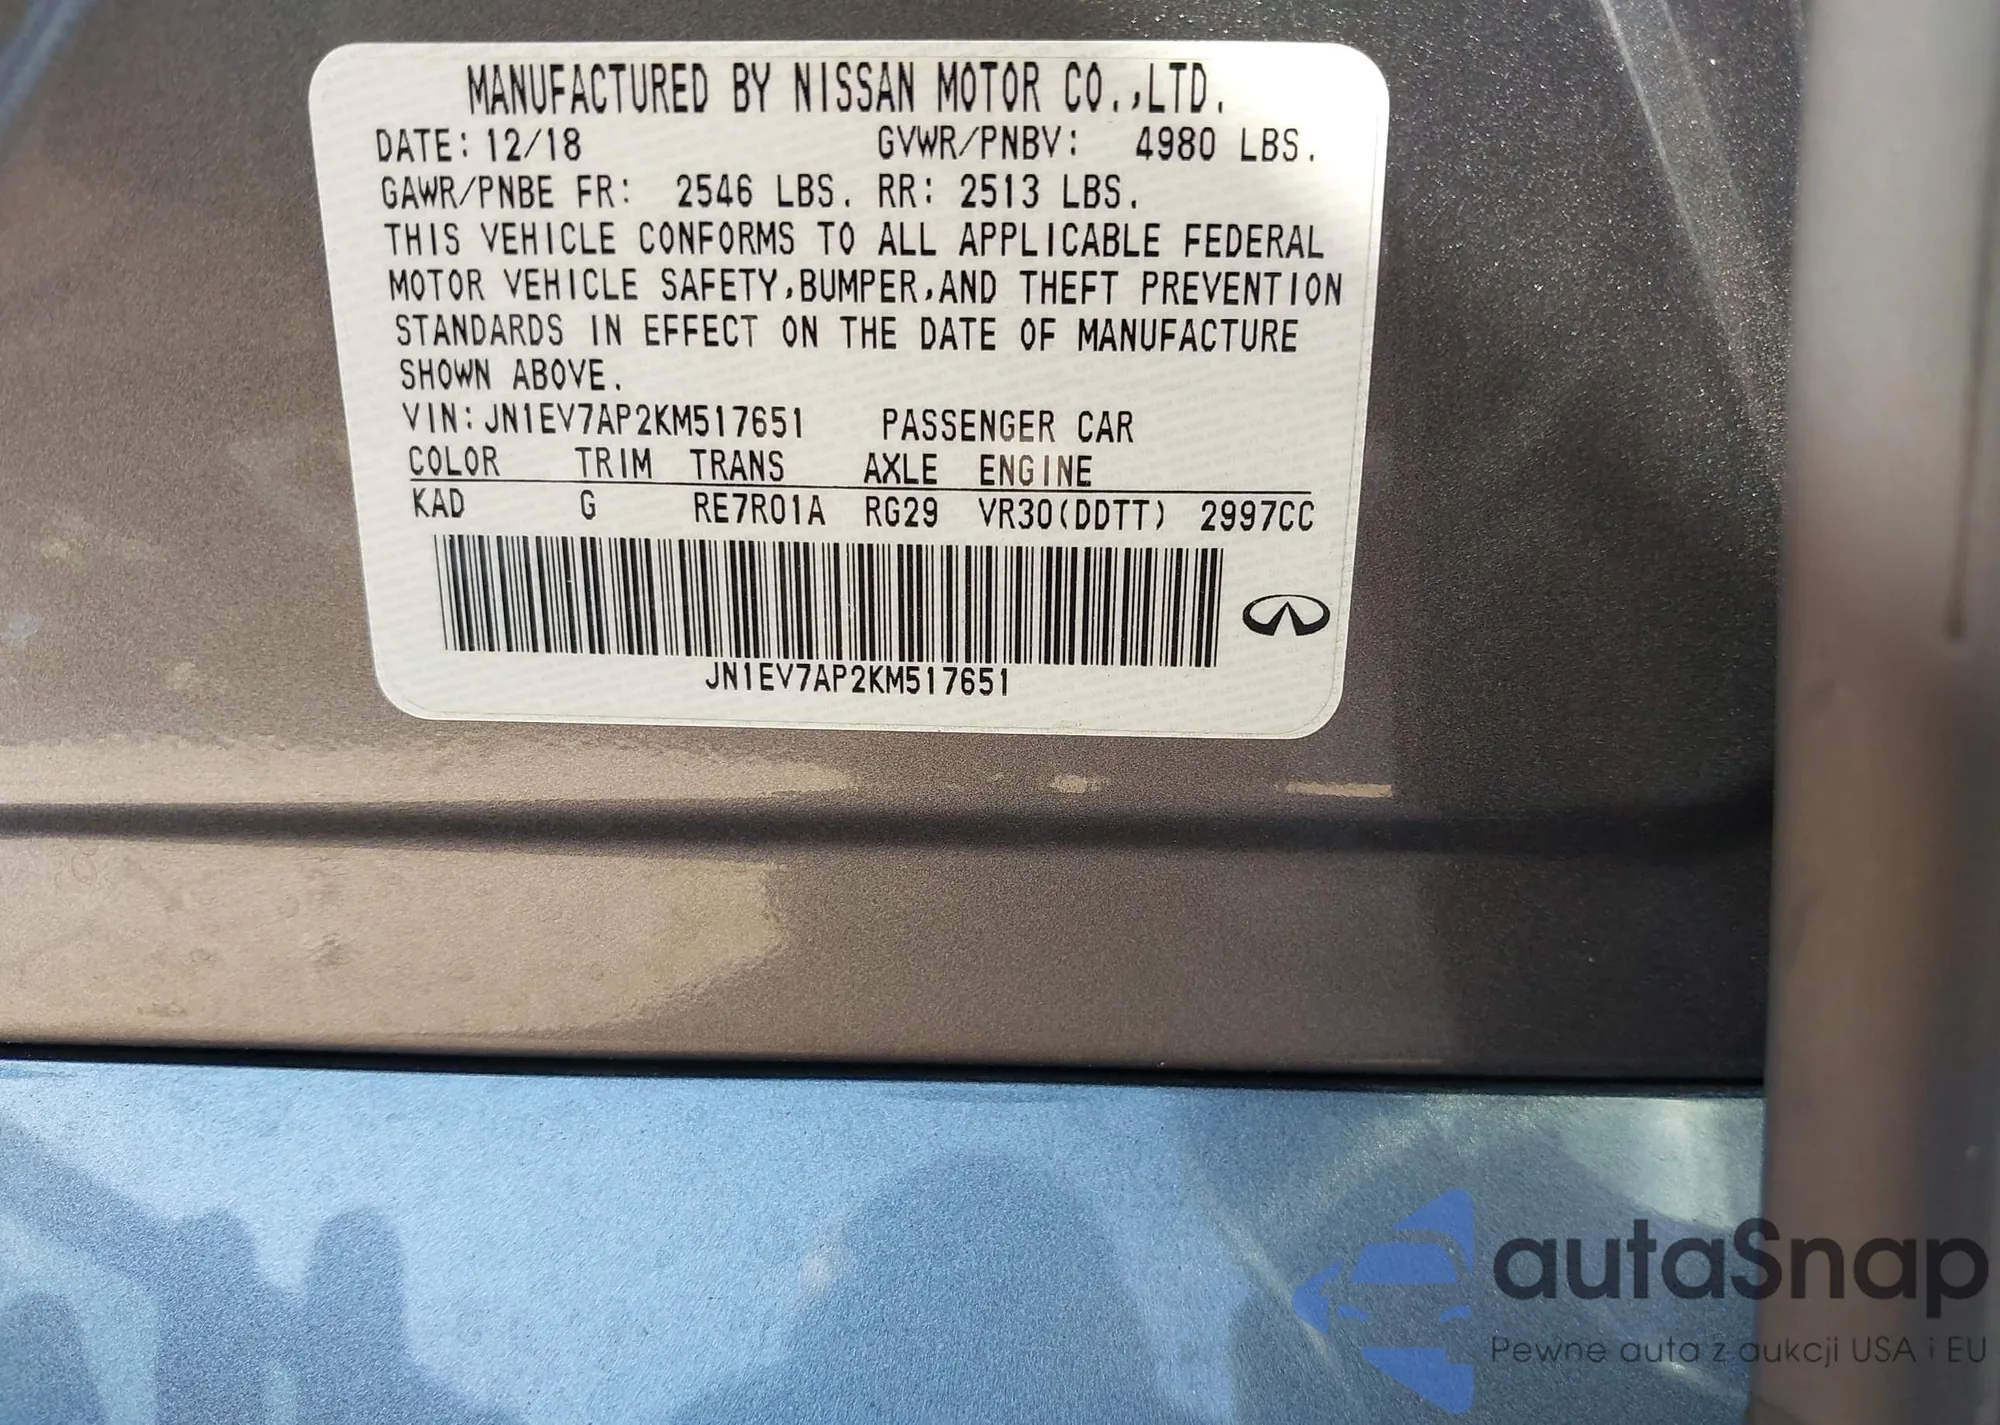 MANUFACTURED BY NISSAN MOTOR CO.,LTD.
DATE: 12/18 GVWR/PNBV: 4980 LBS.
GAWR/PNBE FR: 2546 LBS. RR: 2513 LBS.
THIS VEHICLE CONFORMS TO ALL APPLICABLE FEDERAL
MOTOR VEHICLE SAFETY,BUMPER,AND THEFT PREVENTION
STANDARDS IN EFFECT ON THE DATE OF MANUFACTURE
SHOWN ABOVE.
VIN: JN1EV7AP2KM517651 PASSENGER CAR
COLOR TRIM TRANS AXLE ENGINE
KAD G RE7R01A RG29 VR30(DDTT) 2997CC
JN1EV7AP2KM517651
autaSnap
Pewne auta z aukcji USA i EU